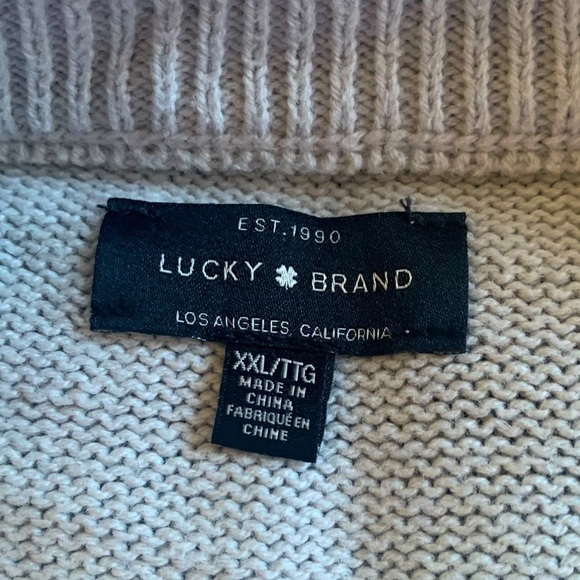 EST.1990
LUCKY BRAND
LOS ANGELES, CALIFORNIA
XXL/TTG
MADE IN
CHINA
FABRIQUÉ EN
CHINE